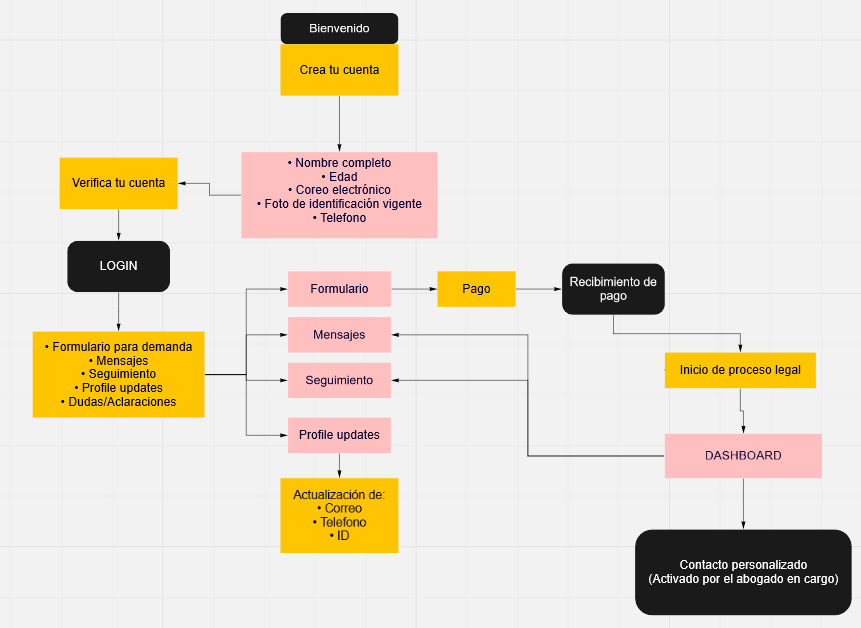 Bienvenido
Crea tu cuenta
• Nombre completo
• Edad
• Coreo electrónico
• Foto de identificación vigente
• Telefono
Verifica tu cuenta
LOGIN
• Formulario para demanda
• Mensajes
• Seguimiento
• Profile updates
• Dudas/Aclaraciones
Formulario
Pago
Recibimiento de
pago
Mensajes
Seguimiento
Profile updates
Actualización de:
• Correo
• Telefono
• ID
Inicio de proceso legal
DASHBOARD
Contacto personalizado
(Activado por el abogado en cargo)